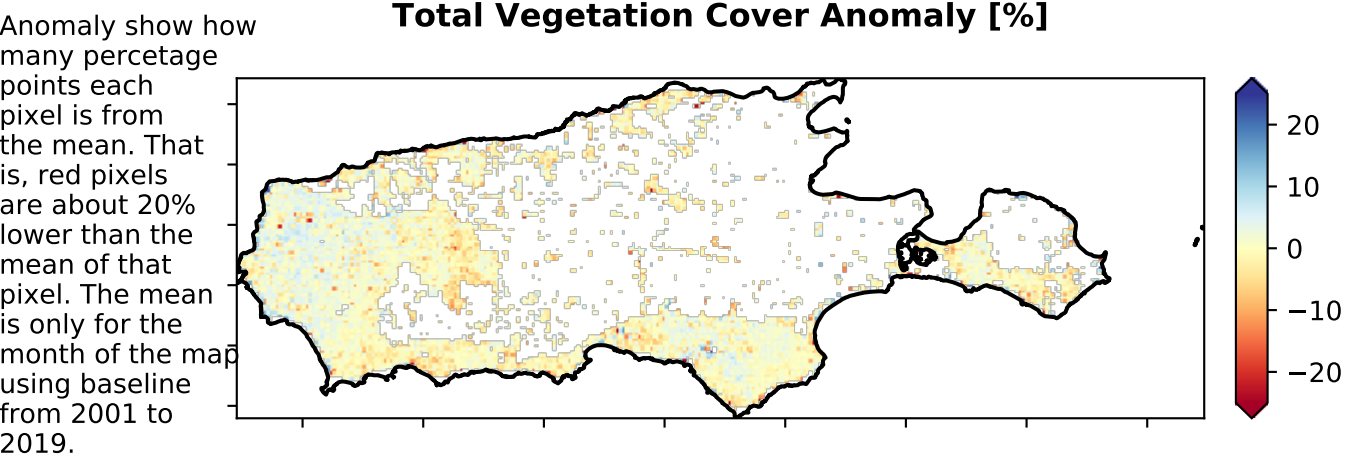 Total Vegetation Cover Anomaly [%]
Anomaly show how
many percetage
points each
pixel is from
the mean. That
is, red pixels
are about 20%
lower than the
mean of that
pixel. The mean
is only for the
month of the map
using baseline
from 2001 to
2019.
20
10
0
−10
−20